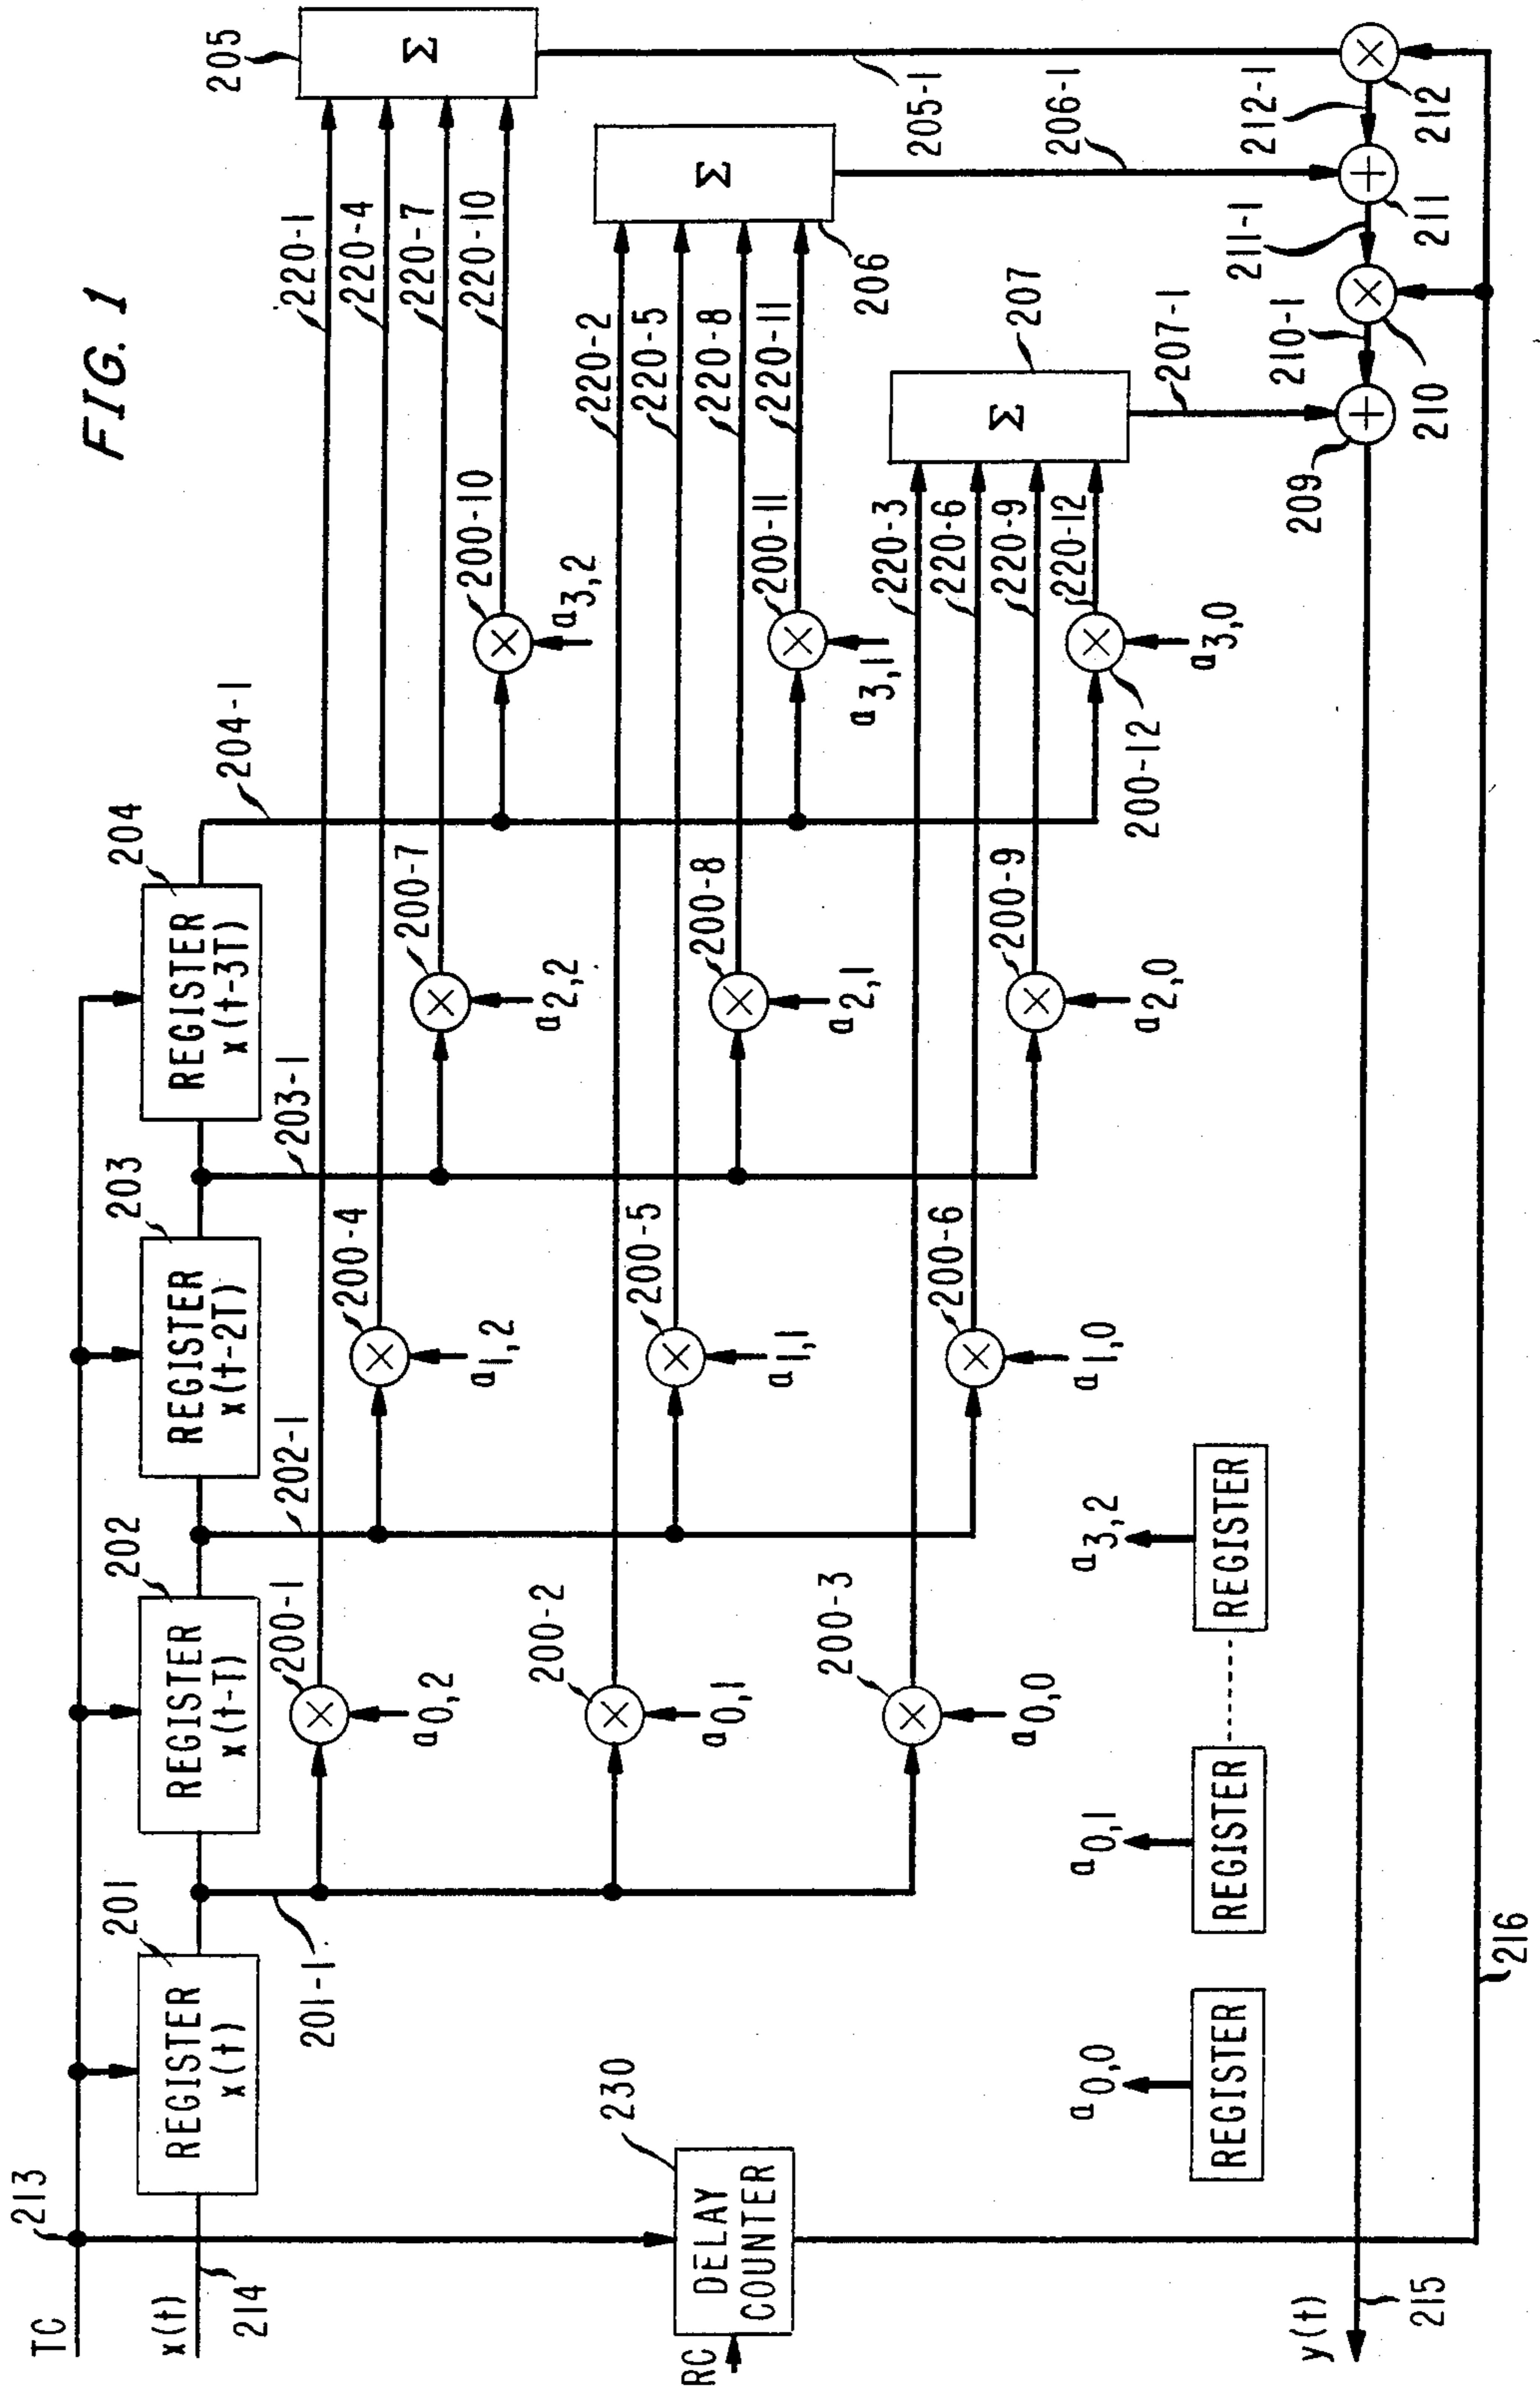 FIG. 1
TC
213
x(t)
214
REGISTER
x(t)
201
201-1
REGISTER
x(t-T)
202
202-1
REGISTER
x(t-2T)
203
203-1
REGISTER
x(t-3T)
204
204-1
200-1
a0,2
200-4
a1,2
200-7
a2,2
200-10
a3,2
220-1
220-4
220-7
220-10
205
Σ
200-2
a0,1
200-5
a1,1
200-8
a2,1
200-11
a3,1
220-2
220-5
220-8
220-11
Σ
206
200-3
a0,0
200-6
a1,0
200-9
a2,0
200-12
a3,0
220-3
220-6
220-9
220-12
207
Σ
205-1
206-1
207-1
RC
DELAY
COUNTER
230
a0,0
REGISTER
a0,1
REGISTER
a3,2
REGISTER
y(t)
215
209
210-1
210
211-1
211
212-1
212
216